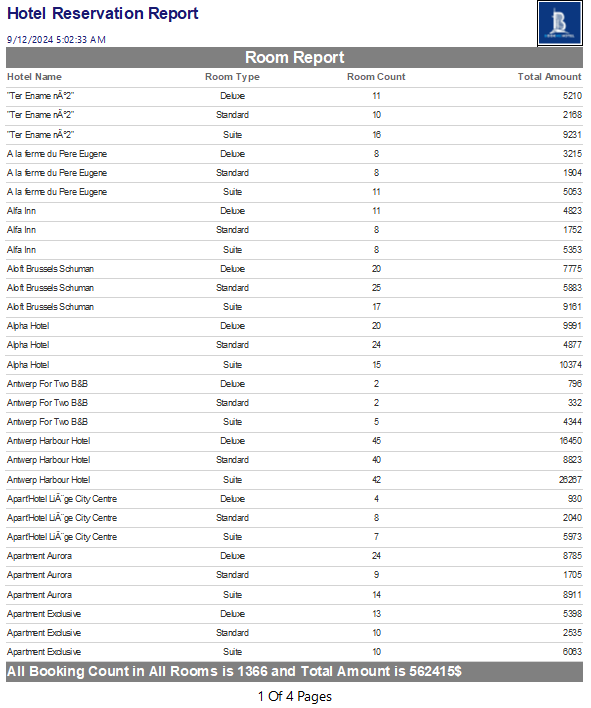 Hotel Reservation Report
9/12/2024 5:02:33 AM
Room Report
Hotel Name Room Type Room Count Total Amount
"Ter Ename nÂº2" Deluxe 11 5210
"Ter Ename nÂº2" Standard 10 2168
"Ter Ename nÂº2" Suite 16 9231
A la ferme du Pere Eugene Deluxe 8 3215
A la ferme du Pere Eugene Standard 8 1904
A la ferme du Pere Eugene Suite 11 5053
Alfa Inn Deluxe 11 4823
Alfa Inn Standard 8 1752
Alfa Inn Suite 8 5353
Aloft Brussels Schuman Deluxe 20 7775
Aloft Brussels Schuman Standard 25 5883
Aloft Brussels Schuman Suite 17 9161
Alpha Hotel Deluxe 20 9991
Alpha Hotel Standard 24 4877
Alpha Hotel Suite 15 10374
Antwerp For Two B&B Deluxe 2 796
Antwerp For Two B&B Standard 2 332
Antwerp For Two B&B Suite 5 4344
Antwerp Harbour Hotel Deluxe 45 16450
Antwerp Harbour Hotel Standard 40 8823
Antwerp Harbour Hotel Suite 42 26267
Apart'Hotel LiÃ¨ge City Centre Deluxe 4 930
Apart'Hotel LiÃ¨ge City Centre Standard 8 2040
Apart'Hotel LiÃ¨ge City Centre Suite 7 5973
Apartment Aurora Deluxe 24 8785
Apartment Aurora Standard 9 1705
Apartment Aurora Suite 14 8911
Apartment Exclusive Deluxe 13 5398
Apartment Exclusive Standard 10 2535
Apartment Exclusive Suite 10 6063
All Booking Count in All Rooms is 1366 and Total Amount is 562415$
1 Of 4 Pages